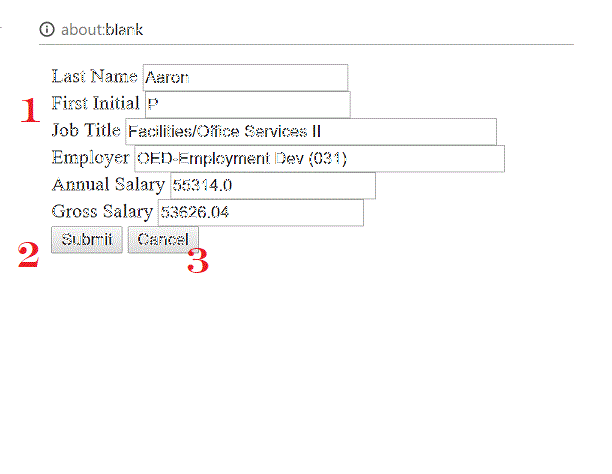 about:blank
Last Name Aaron
1 First Initial P
Job Title Facilities/Office Services II
Employer OED-Employment Dev (031)
Annual Salary 55314.0
Gross Salary 53626.04
2 Submit Cancel 3